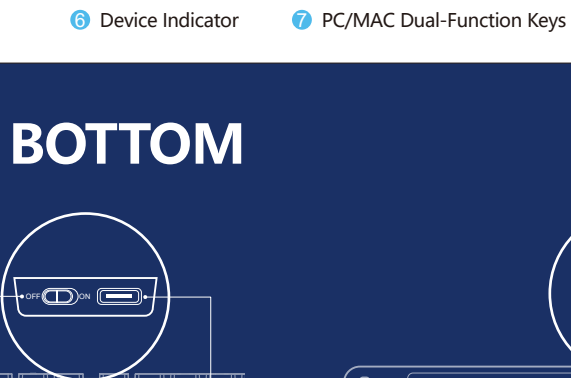 6 Device Indicator 7 PC/MAC Dual-Function Keys
BOTTOM
OFF ON